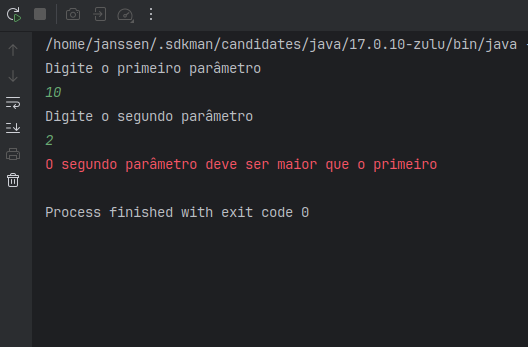 /home/janssen/.sdkman/candidates/java/17.0.10-zulu/bin/java -
Digite o primeiro parâmetro
10
Digite o segundo parâmetro
2
O segundo parâmetro deve ser maior que o primeiro
Process finished with exit code 0